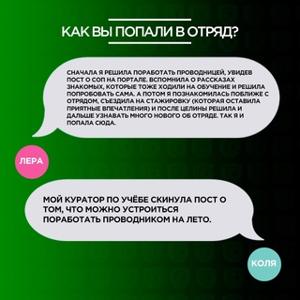 КАК ВЫ ПОПАЛИ В ОТРЯД?
СНАЧАЛА Я РЕШИЛА ПОРАБОТАТЬ ПРОВОДНИЦЕЙ, УВИДЕВ
ПОСТ О СОП НА ПОРТАЛЕ. ВСПОМНИЛА О РАССКАЗАХ
ЗНАКОМЫХ, КОТОРЫЕ ТОЖЕ ХОДИЛИ НА ОБУЧЕНИЕ И РЕШИЛА
ПОПРОБОВАТЬ САМА. А ПОТОМ Я ПОЗНАКОМИЛАСЬ ПОБЛИЖЕ С
ОТРЯДОМ, СЪЕЗДИЛА НА СТАЖИРОВКУ (КОТОРАЯ ОСТАВИЛА
ПРИЯТНЫЕ ВПЕЧАТЛЕНИЯ) И ПОСЛЕ ЦЕЛИНЫ РЕШИЛА И
ДАЛЬШЕ УЗНАВАТЬ МНОГО НОВОГО ОБ ОТРЯДЕ. ТАК Я И
ПОПАЛА СЮДА.
ЛЕРА
МОЙ КУРАТОР ПО УЧЁБЕ СКИНУЛА ПОСТ О
ТОМ, ЧТО МОЖНО УСТРОИТЬСЯ
ПОРАБОТАТЬ ПРОВОДНИКОМ НА ЛЕТО.
КОЛЯ